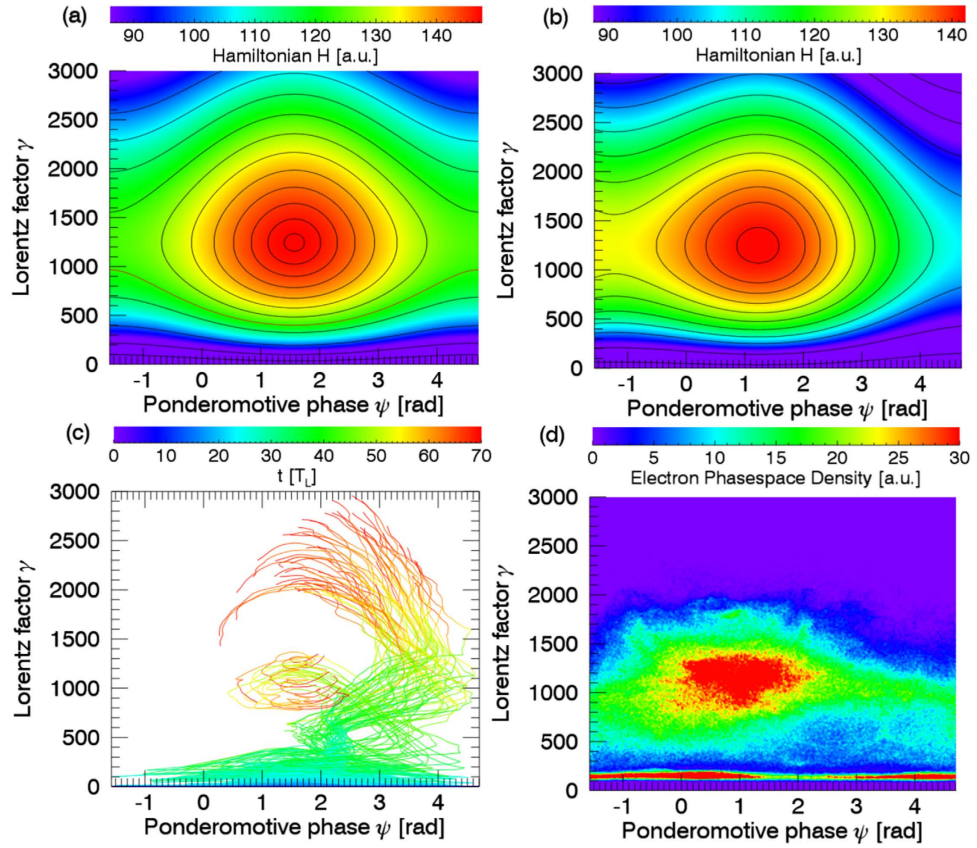 (a)
90 100 110 120 130 140
Hamiltonian H [a.u.]
3000
2500
2000
1500
1000
500
0
Lorentz factor γ
-1 0 1 2 3 4
Ponderomotive phase ψ [rad]
(b)
90 100 110 120 130 140
Hamiltonian H [a.u.]
3000
2500
2000
1500
1000
500
0
Lorentz factor γ
-1 0 1 2 3 4
Ponderomotive phase ψ [rad]
(c)
0 10 20 30 40 50 60 70
t [T_L]
3000
2500
2000
1500
1000
500
0
Lorentz factor γ
-1 0 1 2 3 4
Ponderomotive phase ψ [rad]
(d)
0 5 10 15 20 25 30
Electron Phasespace Density [a.u.]
3000
2500
2000
1500
1000
500
0
Lorentz factor γ
-1 0 1 2 3 4
Ponderomotive phase ψ [rad]